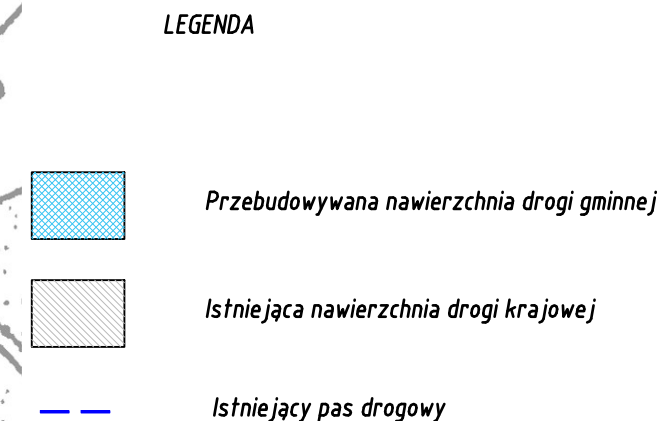 LEGENDA
Przebudowywana nawierzchnia drogi gminnej
Istniejąca nawierzchnia drogi krajowej
Istniejący pas drogowy